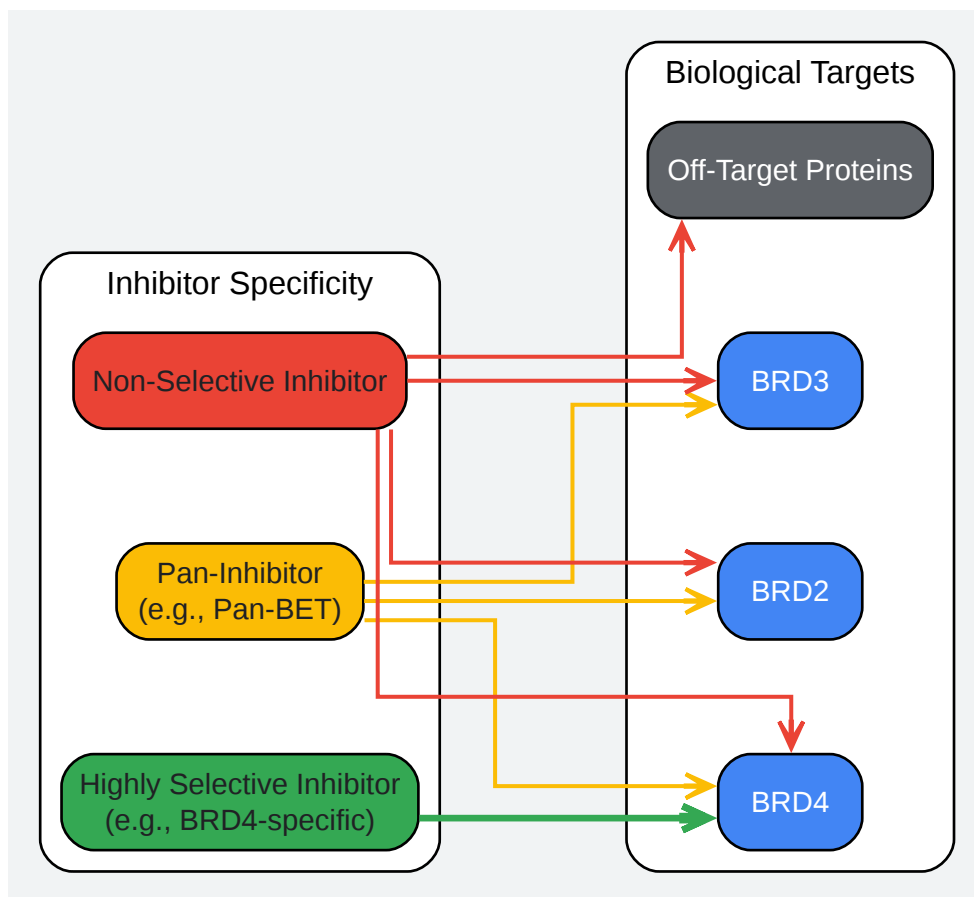 Biological Targets
Off-Target Proteins
Inhibitor Specificity
Non-Selective Inhibitor
BRD3
Pan-Inhibitor
(e.g., Pan-BET)
BRD2
Highly Selective Inhibitor
(e.g., BRD4-specific)
BRD4